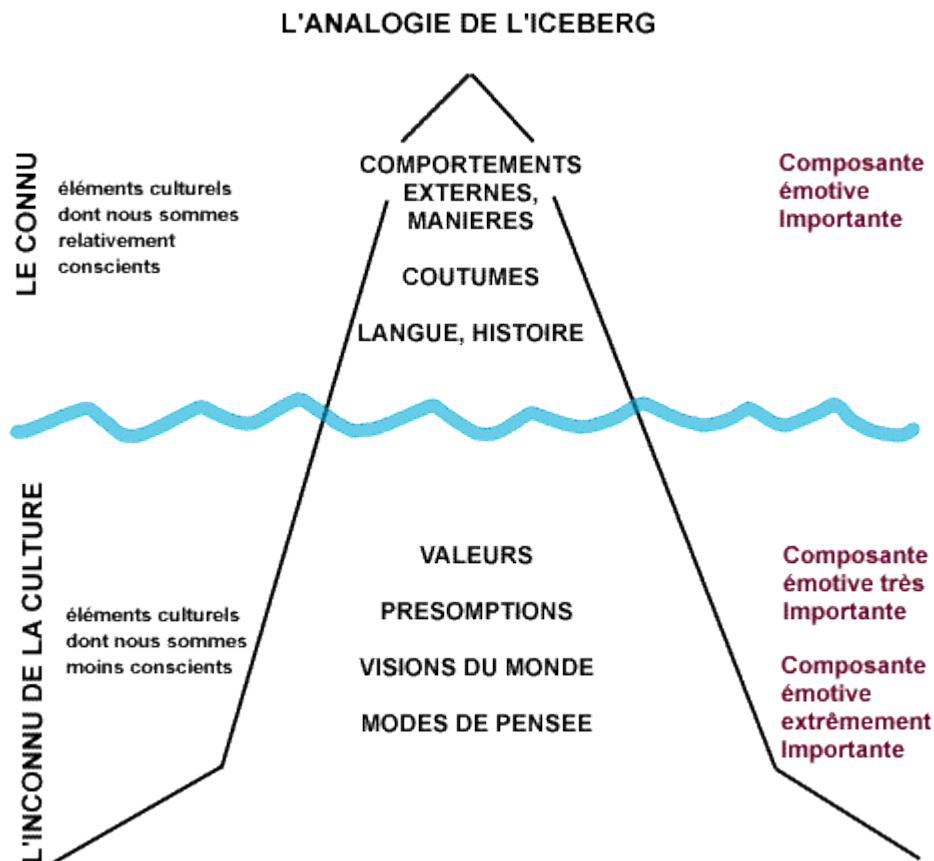 L'ANALOGIE DE L'ICEBERG
LE CONNU
éléments culturels
dont nous sommes
relativement
conscients
COMPORTEMENTS
EXTERNES,
MANIERES
COUTUMES
LANGUE, HISTOIRE
Composante
émotive
Importante
L'INCONNU DE LA CULTURE
éléments culturels
dont nous sommes
moins conscients
VALEURS
PRESOMPTIONS
VISIONS DU MONDE
MODES DE PENSEE
Composante
émotive très
Importante
Composante
émotive
extrêmement
Importante